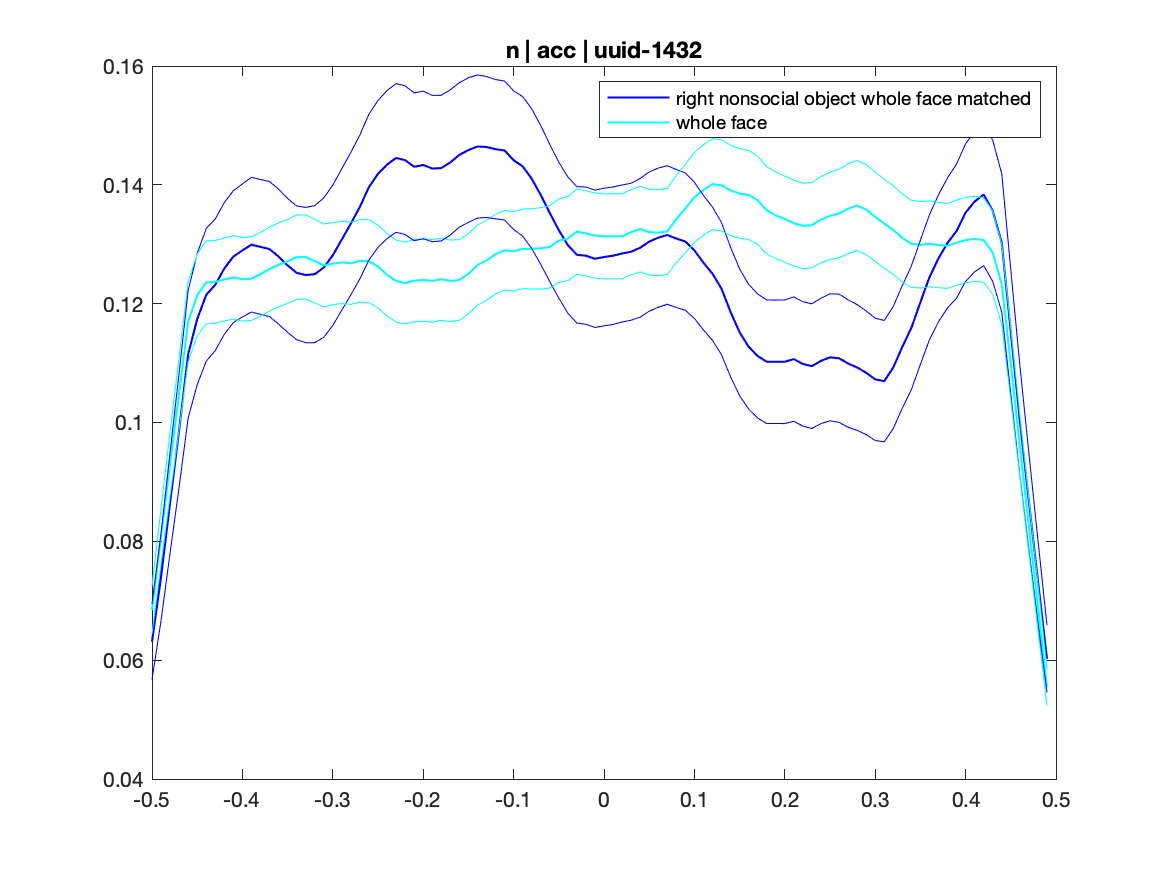 n | acc | uuid-1432
0.16
right nonsocial object whole face matched
whole face
0.14
0.12
0.1
0.08
0.06
0.04
-0.5 -0.4 -0.3 -0.2 -0.1 0 0.1 0.2 0.3 0.4 0.5